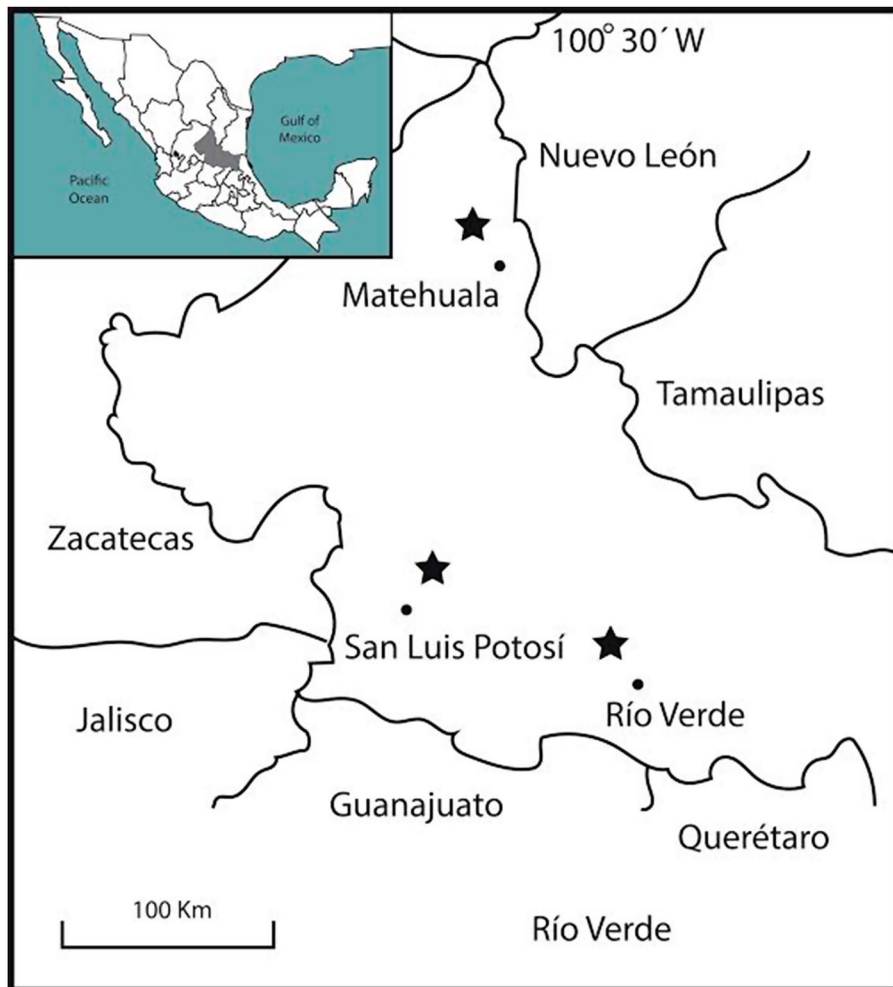 100° 30´ W
Gulf of
Mexico
Nuevo León
Pacific
Ocean
Matehuala
Tamaulipas
Zacatecas
San Luis Potosí
Río Verde
Jalisco
Guanajuato
Querétaro
100 Km
Río Verde